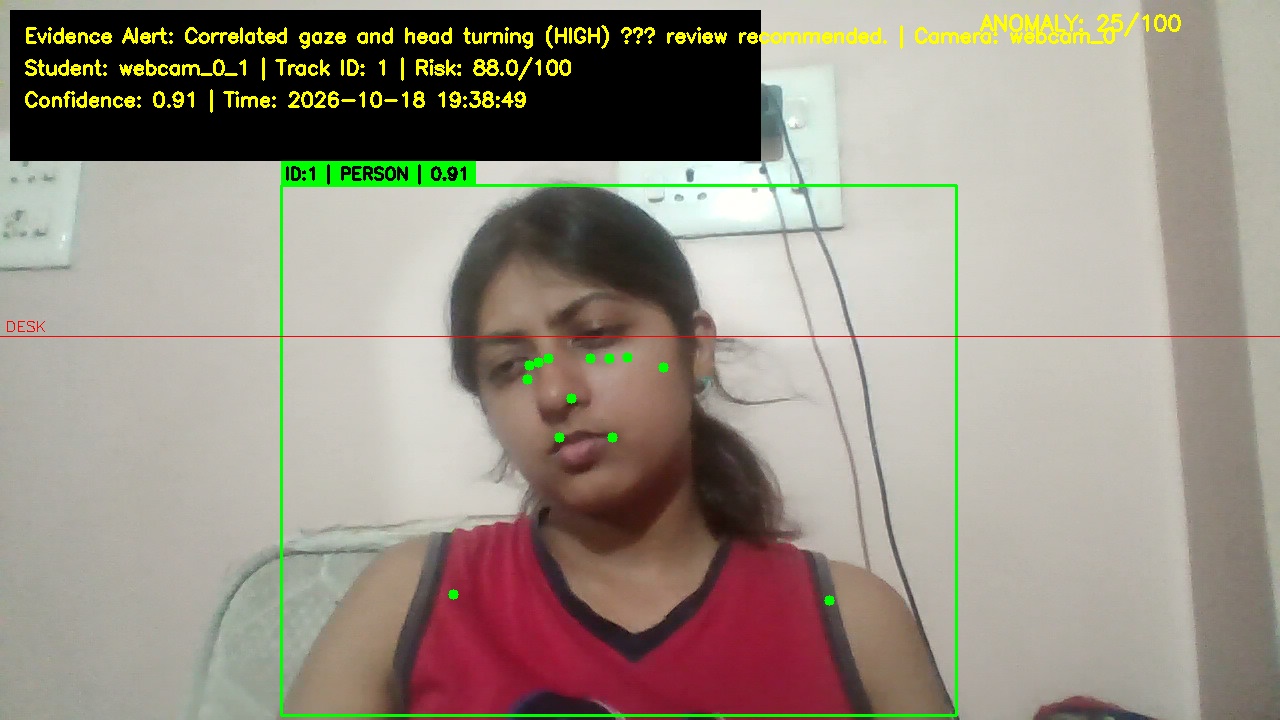 Evidence Alert: Correlated gaze and head turning (HIGH) ??? review recommended. | Camera: webcam_0
ANOMALY: 25/100
Student: webcam_0_1 | Track ID: 1 | Risk: 88.0/100
Confidence: 0.91 | Time: 2026-10-18 19:38:49
ID:1 | PERSON | 0.91
DESK